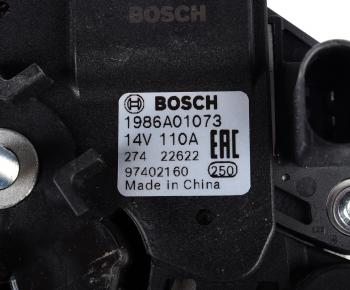 BOSCH
BOSCH
1986A01073
14V 110A
EAC
274 22622
97402160 250
Made in China